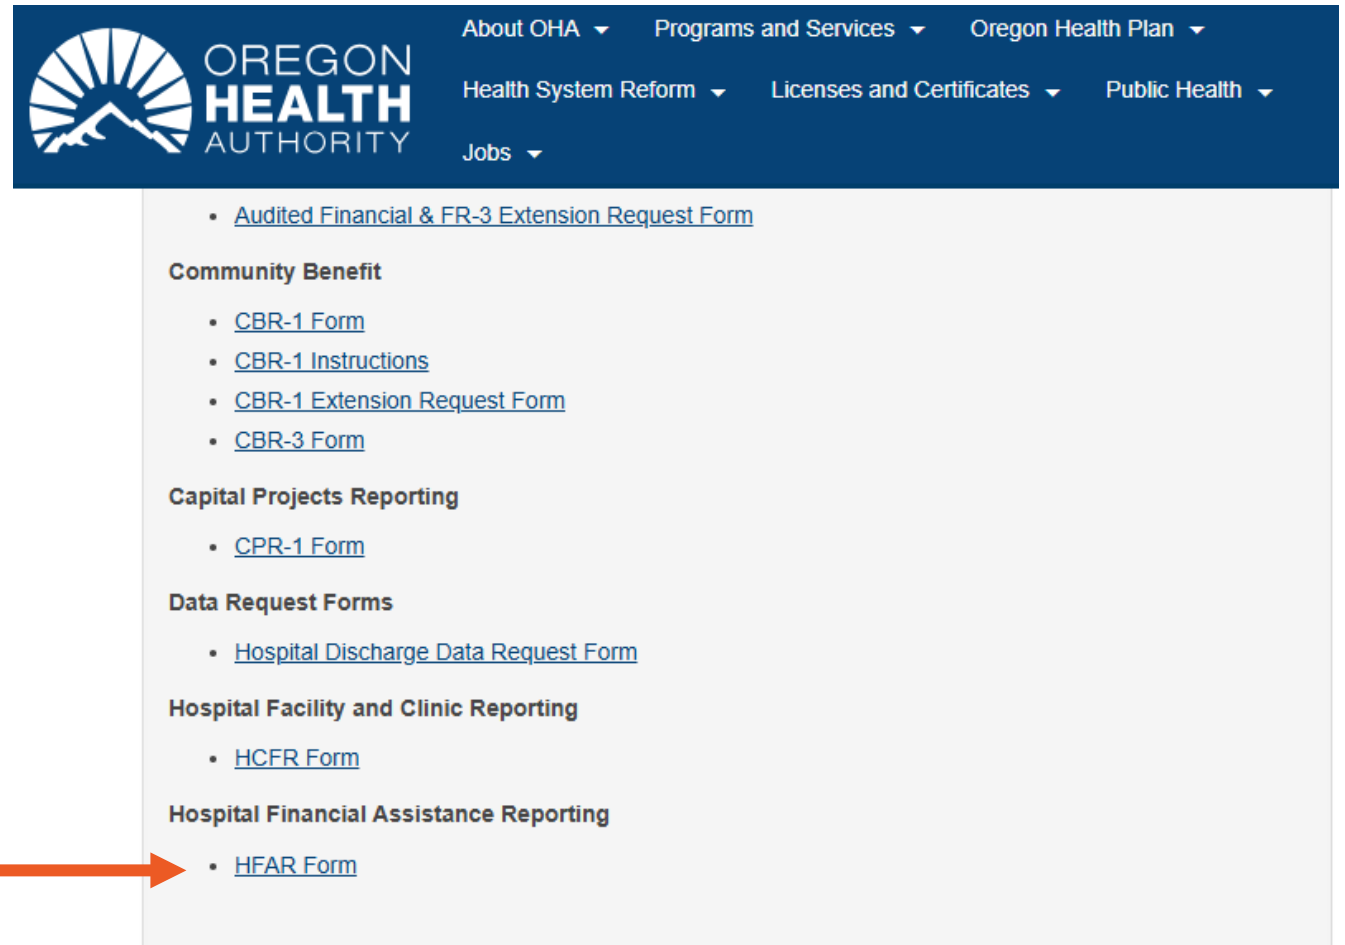 OREGON
HEALTH
AUTHORITY
About OHA Programs and Services Oregon Health Plan
Health System Reform Licenses and Certificates Public Health
Jobs
• Audited Financial & FR-3 Extension Request Form
Community Benefit
• CBR-1 Form
• CBR-1 Instructions
• CBR-1 Extension Request Form
• CBR-3 Form
Capital Projects Reporting
• CPR-1 Form
Data Request Forms
• Hospital Discharge Data Request Form
Hospital Facility and Clinic Reporting
• HCFR Form
Hospital Financial Assistance Reporting
• HFAR Form